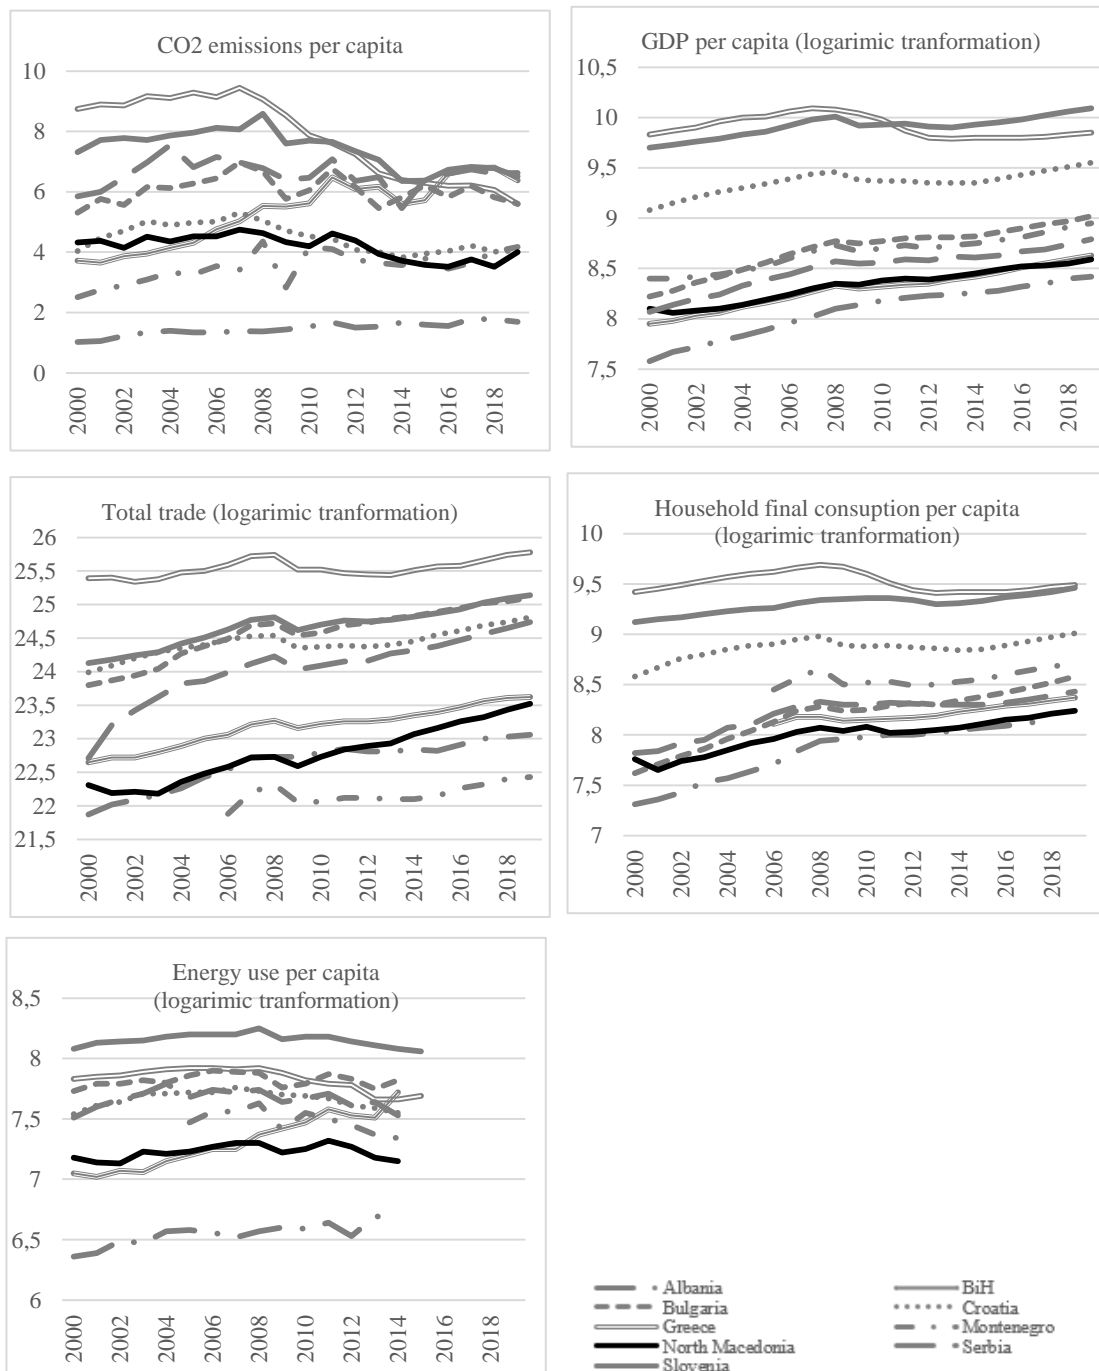 CO2 emissions per capita
10
8
6
4
2
0
2000 2002 2004 2006 2008 2010 2012 2014 2016 2018
GDP per capita (logarimic tranformation)
10,5
10
9,5
9
8,5
8
7,5
2000 2002 2004 2006 2008 2010 2012 2014 2016 2018
Total trade (logarimic tranformation)
26
25,5
25
24,5
24
23,5
23
22,5
22
21,5
2000 2002 2004 2006 2008 2010 2012 2014 2016 2018
Household final consuption per capita
(logarimic tranformation)
10
9,5
9
8,5
8
7,5
7
2000 2002 2004 2006 2008 2010 2012 2014 2016 2018
Energy use per capita
(logarimic tranformation)
8,5
8
7,5
7
6,5
6
2000 2002 2004 2006 2008 2010 2012 2014 2016 2018
Albania BiH
Bulgaria Croatia
Greece Montenegro
North Macedonia Serbia
Slovenia